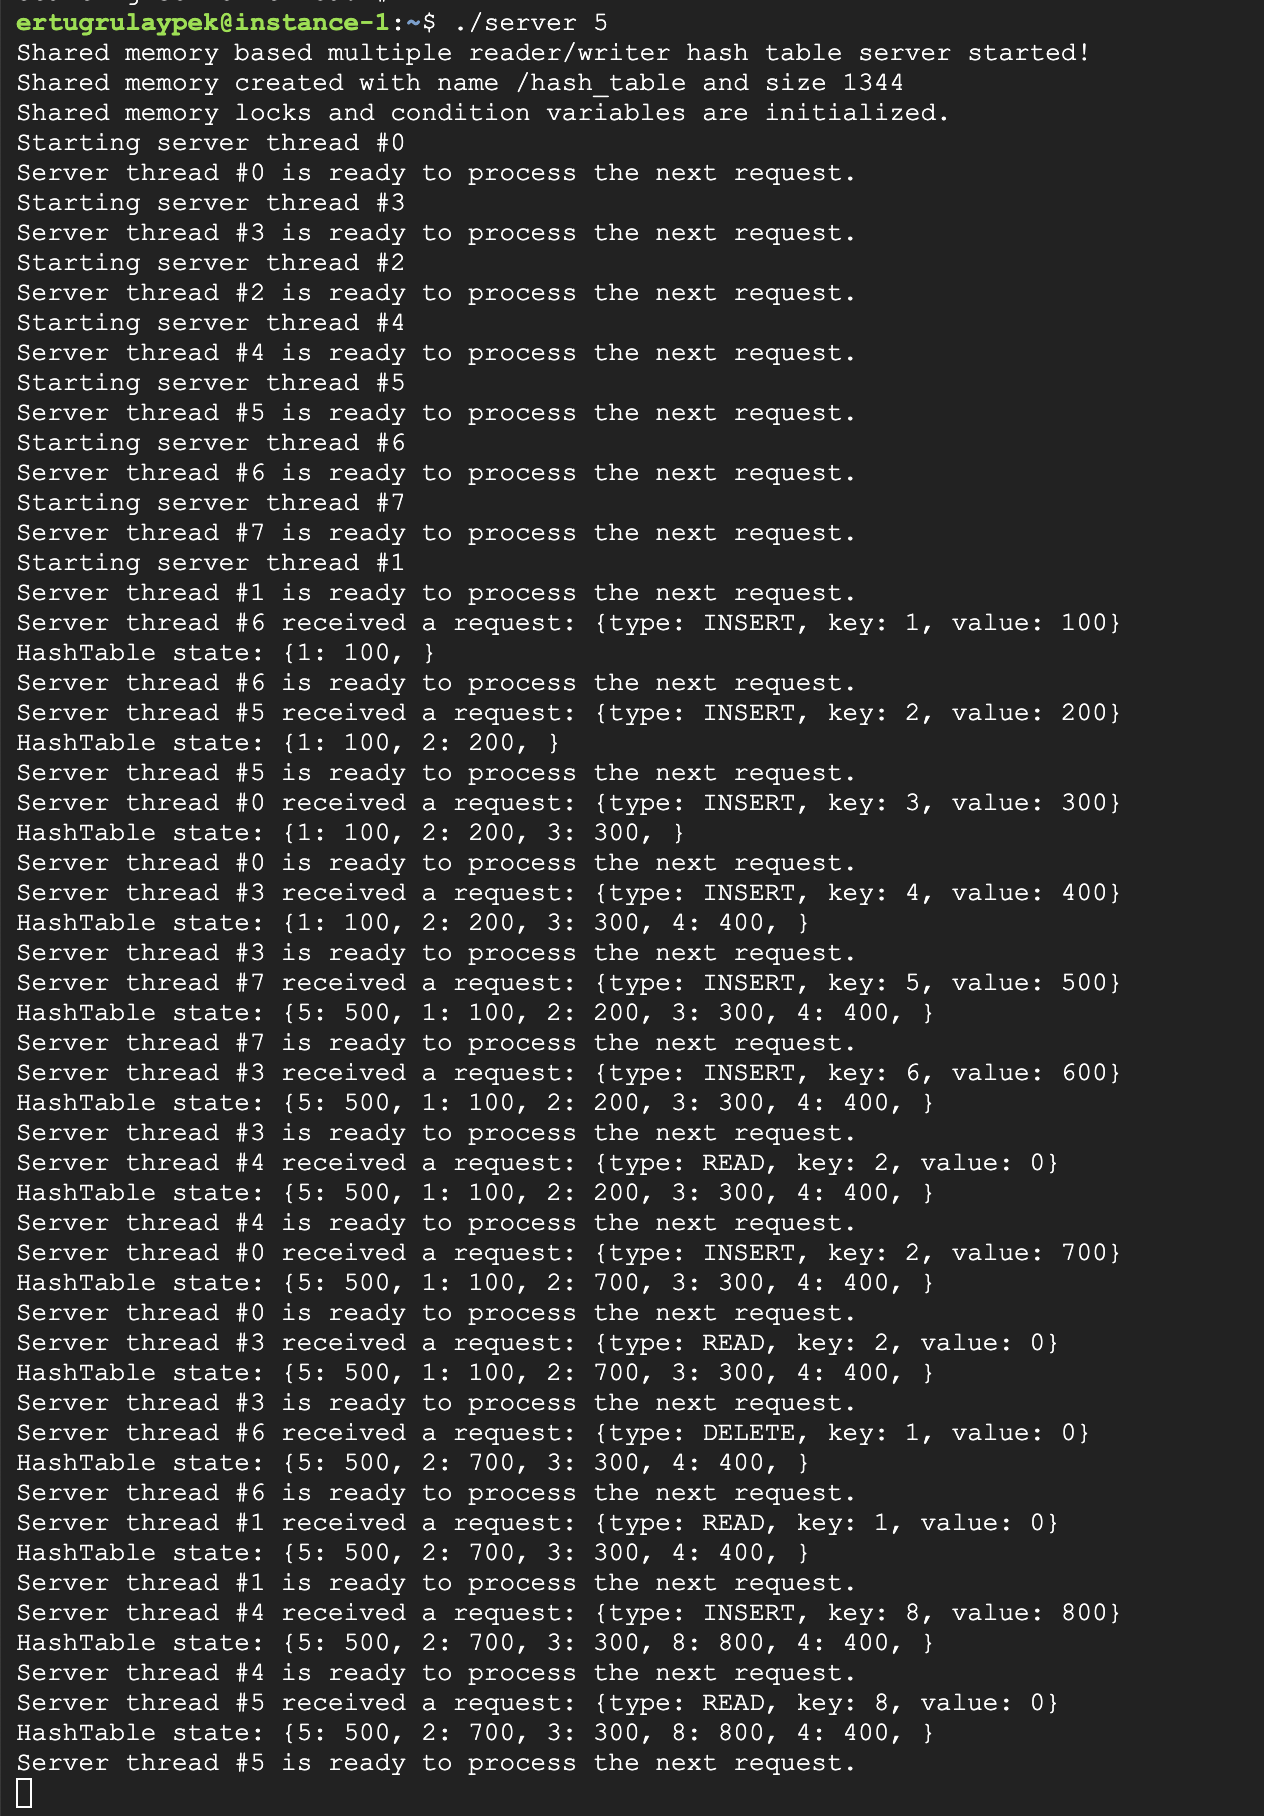 ertugrulaypek@instance-1:~$ ./server 5
Shared memory based multiple reader/writer hash table server started!
Shared memory created with name /hash_table and size 1344
Shared memory locks and condition variables are initialized.
Starting server thread #0
Server thread #0 is ready to process the next request.
Starting server thread #3
Server thread #3 is ready to process the next request.
Starting server thread #2
Server thread #2 is ready to process the next request.
Starting server thread #4
Server thread #4 is ready to process the next request.
Starting server thread #5
Server thread #5 is ready to process the next request.
Starting server thread #6
Server thread #6 is ready to process the next request.
Starting server thread #7
Server thread #7 is ready to process the next request.
Starting server thread #1
Server thread #1 is ready to process the next request.
Server thread #6 received a request: {type: INSERT, key: 1, value: 100}
HashTable state: {1: 100, }
Server thread #6 is ready to process the next request.
Server thread #5 received a request: {type: INSERT, key: 2, value: 200}
HashTable state: {1: 100, 2: 200, }
Server thread #5 is ready to process the next request.
Server thread #0 received a request: {type: INSERT, key: 3, value: 300}
HashTable state: {1: 100, 2: 200, 3: 300, }
Server thread #0 is ready to process the next request.
Server thread #3 received a request: {type: INSERT, key: 4, value: 400}
HashTable state: {1: 100, 2: 200, 3: 300, 4: 400, }
Server thread #3 is ready to process the next request.
Server thread #7 received a request: {type: INSERT, key: 5, value: 500}
HashTable state: {5: 500, 1: 100, 2: 200, 3: 300, 4: 400, }
Server thread #7 is ready to process the next request.
Server thread #3 received a request: {type: INSERT, key: 6, value: 600}
HashTable state: {5: 500, 1: 100, 2: 200, 3: 300, 4: 400, }
Server thread #3 is ready to process the next request.
Server thread #4 received a request: {type: READ, key: 2, value: 0}
HashTable state: {5: 500, 1: 100, 2: 200, 3: 300, 4: 400, }
Server thread #4 is ready to process the next request.
Server thread #0 received a request: {type: INSERT, key: 2, value: 700}
HashTable state: {5: 500, 1: 100, 2: 700, 3: 300, 4: 400, }
Server thread #0 is ready to process the next request.
Server thread #3 received a request: {type: READ, key: 2, value: 0}
HashTable state: {5: 500, 1: 100, 2: 700, 3: 300, 4: 400, }
Server thread #3 is ready to process the next request.
Server thread #6 received a request: {type: DELETE, key: 1, value: 0}
HashTable state: {5: 500, 2: 700, 3: 300, 4: 400, }
Server thread #6 is ready to process the next request.
Server thread #1 received a request: {type: READ, key: 1, value: 0}
HashTable state: {5: 500, 2: 700, 3: 300, 4: 400, }
Server thread #1 is ready to process the next request.
Server thread #4 received a request: {type: INSERT, key: 8, value: 800}
HashTable state: {5: 500, 2: 700, 3: 300, 8: 800, 4: 400, }
Server thread #4 is ready to process the next request.
Server thread #5 received a request: {type: READ, key: 8, value: 0}
HashTable state: {5: 500, 2: 700, 3: 300, 8: 800, 4: 400, }
Server thread #5 is ready to process the next request.